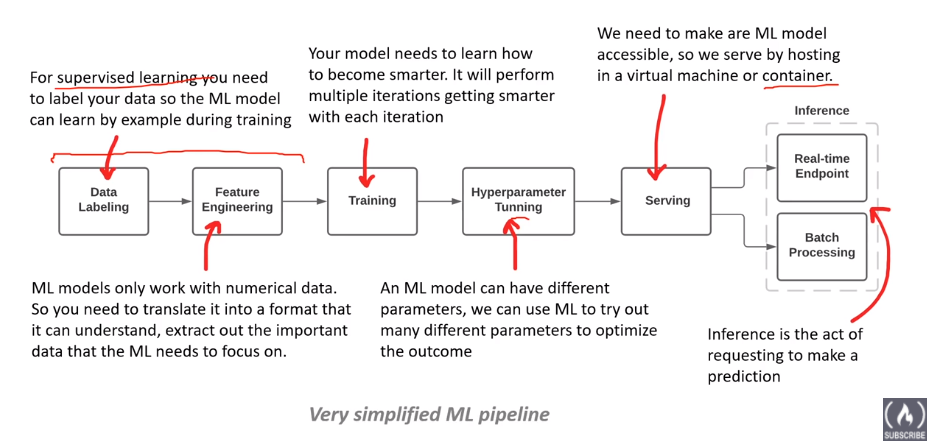 We need to make are ML model
accessible, so we serve by hosting
in a virtual machine or container.
Your model needs to learn how
to become smarter. It will perform
multiple iterations getting smarter
with each iteration
For supervised learning you need
to label your data so the ML model
can learn by example during training
Inference
Data
Labeling
Feature
Engineering
Training
Hyperparameter
Tunning
Serving
Real-time
Endpoint
Batch
Processing
ML models only work with numerical data.
So you need to translate it into a format that
it can understand, extract out the important
data that the ML needs to focus on.
An ML model can have different
parameters, we can use ML to try out
many different parameters to optimize
the outcome
Inference is the act of
requesting to make a
prediction
Very simplified ML pipeline
SUBSCRIBE